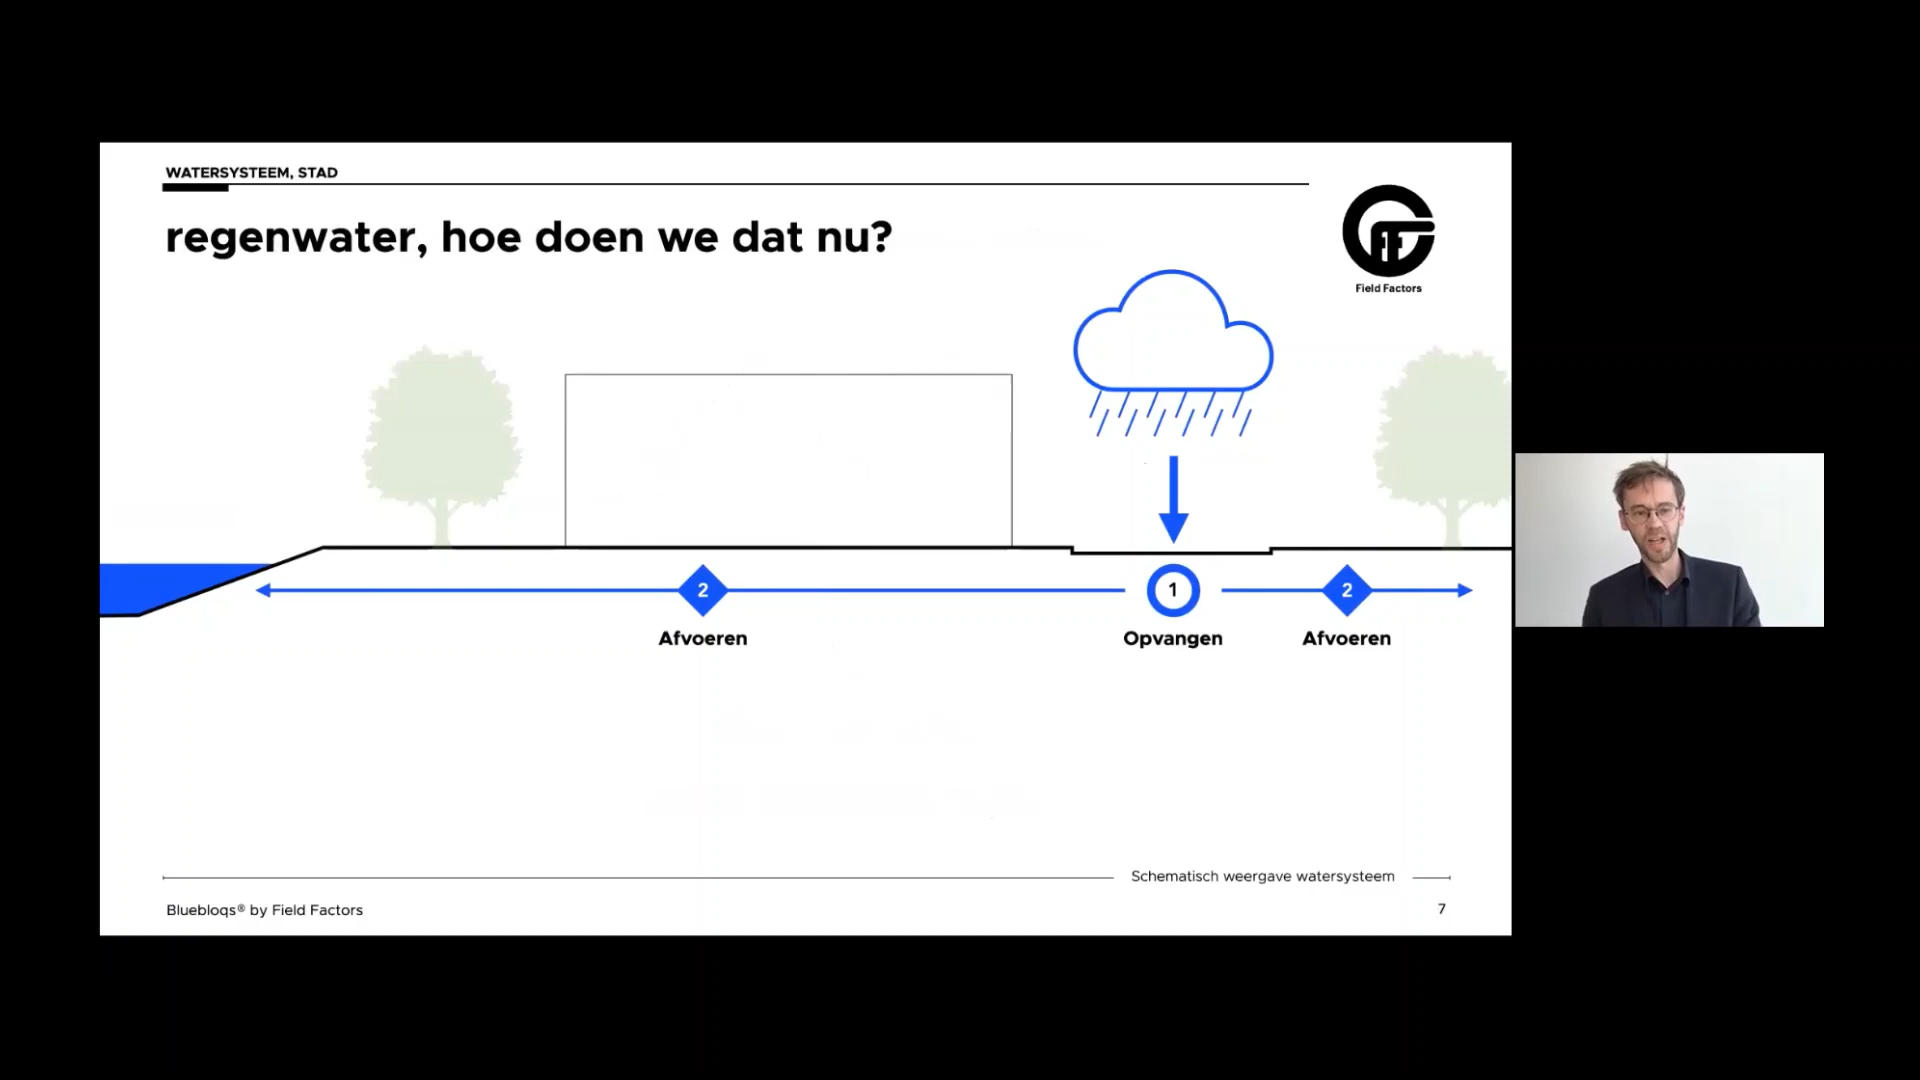 WATERSYSTEEM, STAD
regenwater, hoe doen we dat nu?
Field Factors
2
1
2
Afvoeren
Opvangen
Afvoeren
Schematisch weergave watersysteem
Bluebloqs® by Field Factors
7